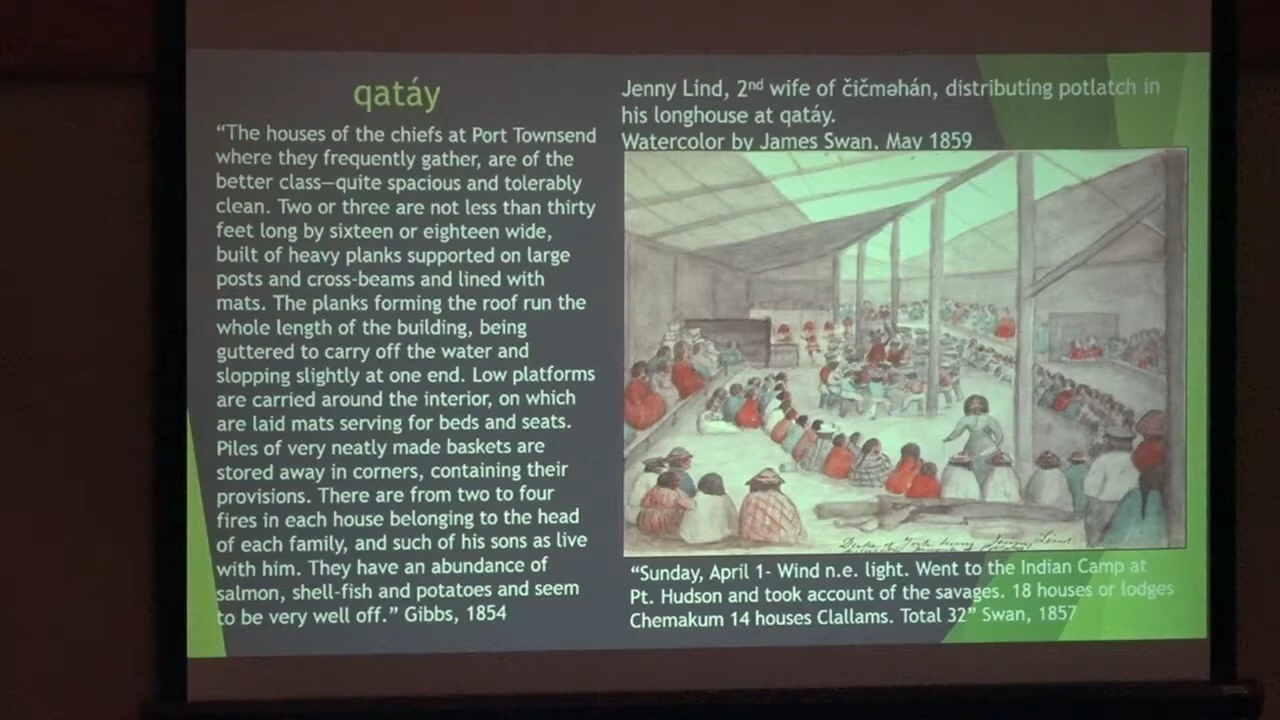 qatáy
“The houses of the chiefs at Port Townsend
where they frequently gather, are of the
better class—quite spacious and tolerably
clean. Two or three are not less than thirty
feet long by sixteen or eighteen wide,
built of heavy planks supported on large
posts and cross-beams and lined with
mats. The planks forming the roof run the
whole length of the building, being
guttered to carry off the water and
slopping slightly at one end. Low platforms
are carried around the interior, on which
are laid mats serving for beds and seats.
Piles of very neatly made baskets are
stored away in corners, containing their
provisions. There are from two to four
fires in each house belonging to the head
of each family, and such of his sons as live
with him. They have an abundance of
salmon, shell-fish and potatoes and seem
to be very well off.” Gibbs, 1854
Jenny Lind, 2nd wife of čičməhán, distributing potlatch in
his longhouse at qatáy.
Watercolor by James Swan, May 1859
Duke of York Jenny Lind
“Sunday, April 1- Wind n.e. light. Went to the Indian Camp at
Pt. Hudson and took account of the savages. 18 houses or lodges
Chemakum 14 houses Clallams. Total 32” Swan, 1857